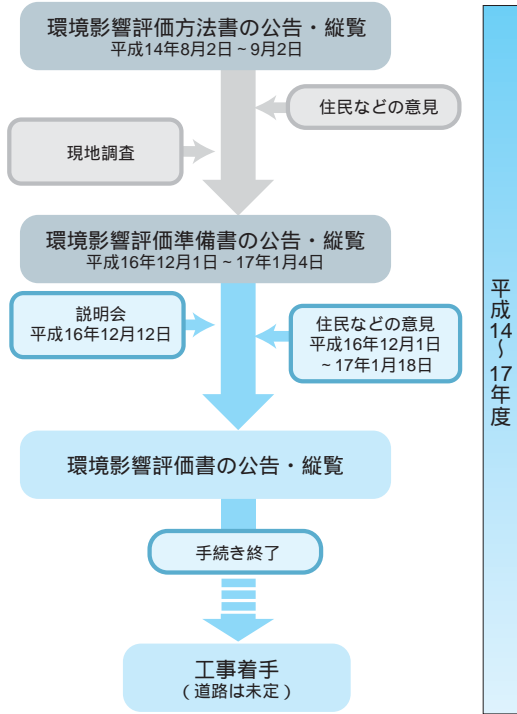 環境影響評価方法書の公告・縦覧
平成14年8月2日~9月2日
住民などの意見
現地調査
環境影響評価準備書の公告・縦覧
平成16年12月1日~17年1月4日
説明会
平成16年12月12日
住民などの意見
平成16年12月1日
~17年1月18日
環境影響評価書の公告・縦覧
手続き終了
工事着手
(道路は未定)
平成14~17年度